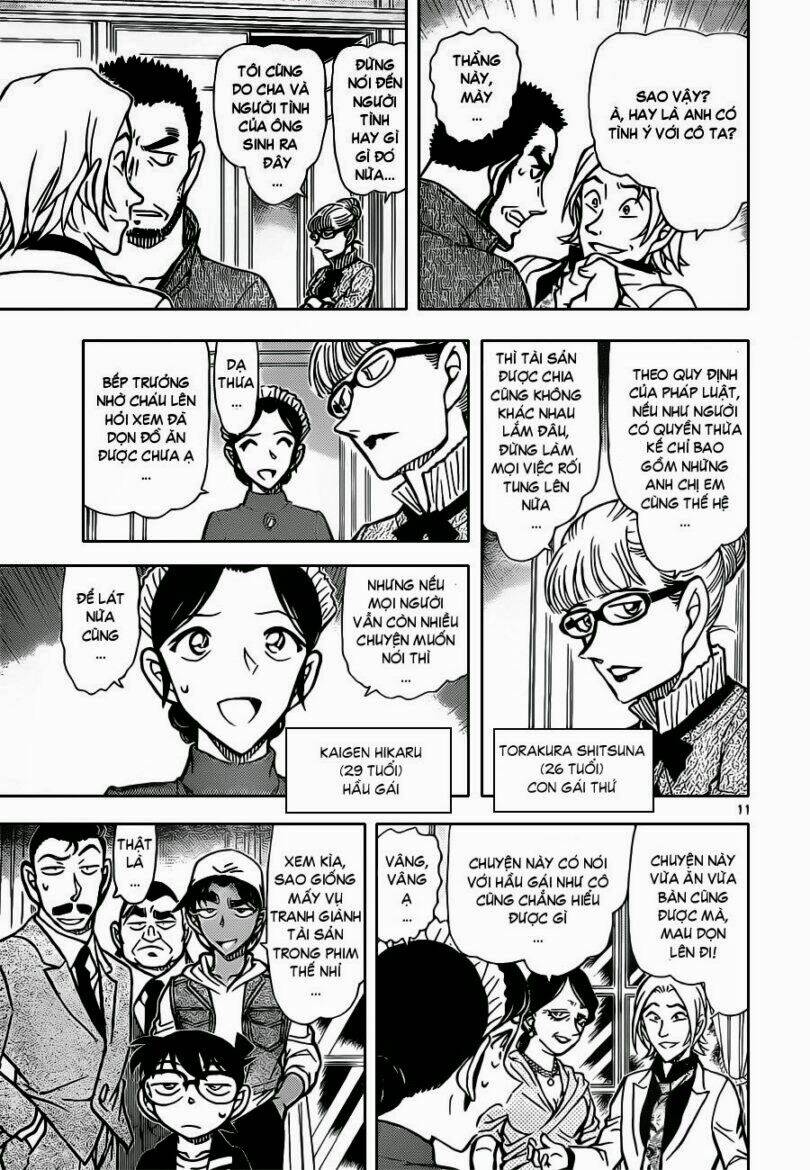 SAO VẬY?
À, HAY LÀ ANH CÓ
TÌNH Ý VỚI CÔ TA?
THẰNG
NÀY,
MÀY
...
ĐỪNG
NÓI ĐẾN
NGƯỜI
TÌNH
HAY GÌ
GÌ ĐÓ
NỮA...
TÔI CŨNG
DO CHA VÀ
NGƯỜI TÌNH
CỦA ÔNG
SINH RA
ĐÂY
...
THEO QUY ĐỊNH
CỦA PHÁP LUẬT,
NẾU NHƯ NGƯỜI
CÓ QUYỀN THỪA
KẾ CHỈ BAO
GỒM NHỮNG
ANH CHỊ EM
CÙNG THẾ HỆ
...
THÌ TÀI SẢN
ĐƯỢC CHIA
CŨNG KHÔNG
KHÁC NHAU
LẮM ĐÂU,
ĐỪNG LÀM
MỌI VIỆC RỐI
TUNG LÊN
NỮA
...
TORAKURA SHITSUNA
(26 TUỔI)
CON GÁI THỨ
DẠ
THƯA
...
BẾP TRƯỞNG
NHỜ CHÁU LÊN
HỎI XEM ĐÃ
DỌN ĐỒ ĂN
ĐƯỢC CHƯA Ạ
...
NHƯNG NẾU
MỌI NGƯỜI
VẪN CÒN NHIỀU
CHUYỆN MUỐN
NÓI THÌ
...
ĐỂ LÁT
NỮA
CŨNG
...
KAIGEN HIKARU
(29 TUỔI)
HẦU GÁI
11
CHUYỆN NÀY
VỪA ĂN VỪA
BÀN CŨNG
ĐƯỢC MÀ,
MAU DỌN
LÊN ĐI!
CHUYỆN NÀY CÓ NÓI
VỚI HẦU GÁI NHƯ CÔ
CŨNG CHẲNG HIỂU
ĐƯỢC GÌ
...
VÂNG,
VÂNG
Ạ
...
XEM KÌA,
SAO GIỐNG
MẤY VỤ
TRANH GIÀNH
TÀI SẢN
TRONG PHIM
THẾ NHỈ
...
THẬT
LÀ
...